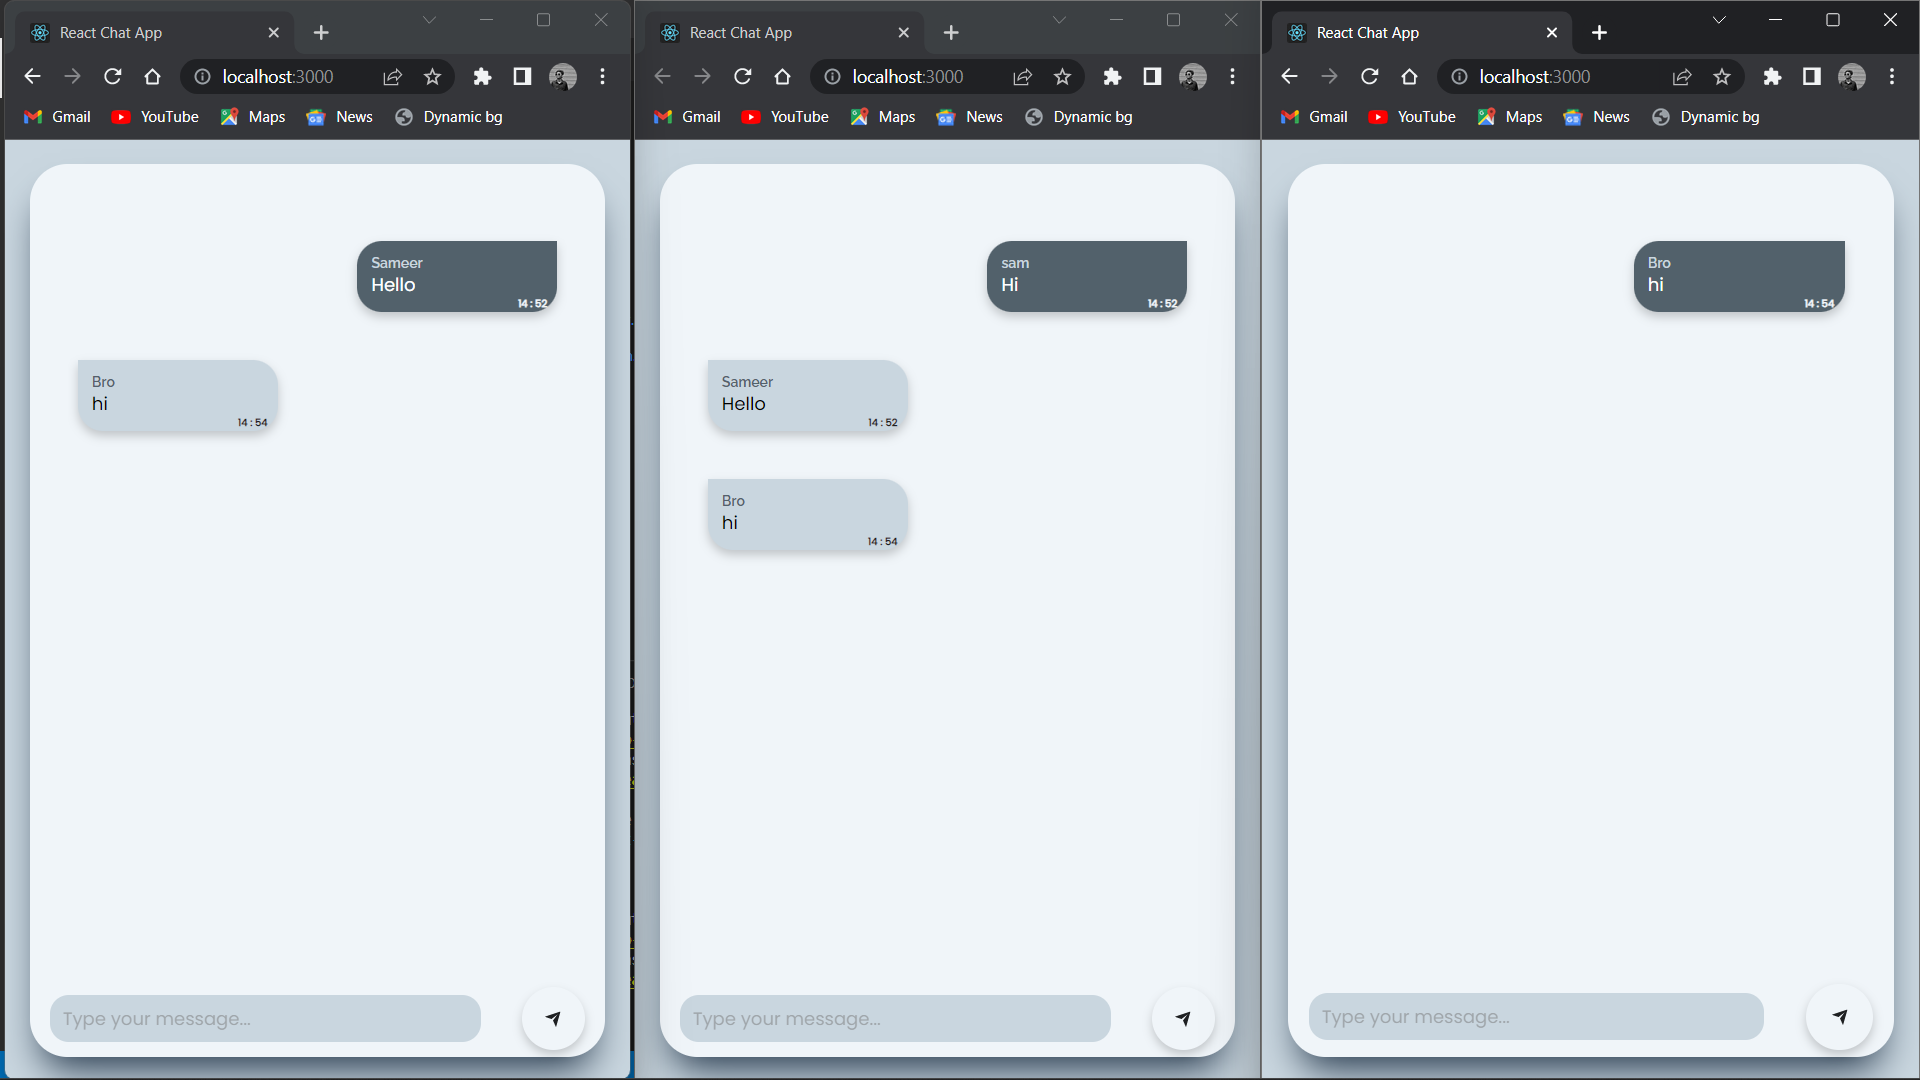 React Chat App
localhost:3000
Gmail YouTube Maps News Dynamic bg
Sameer
Hello
14:52
Bro
hi
14:54
Type your message...
React Chat App
localhost:3000
Gmail YouTube Maps News Dynamic bg
sam
Hi
14:52
Sameer
Hello
14:52
Bro
hi
14:54
Type your message...
React Chat App
localhost:3000
Gmail YouTube Maps News Dynamic bg
Bro
hi
14:54
Type your message...